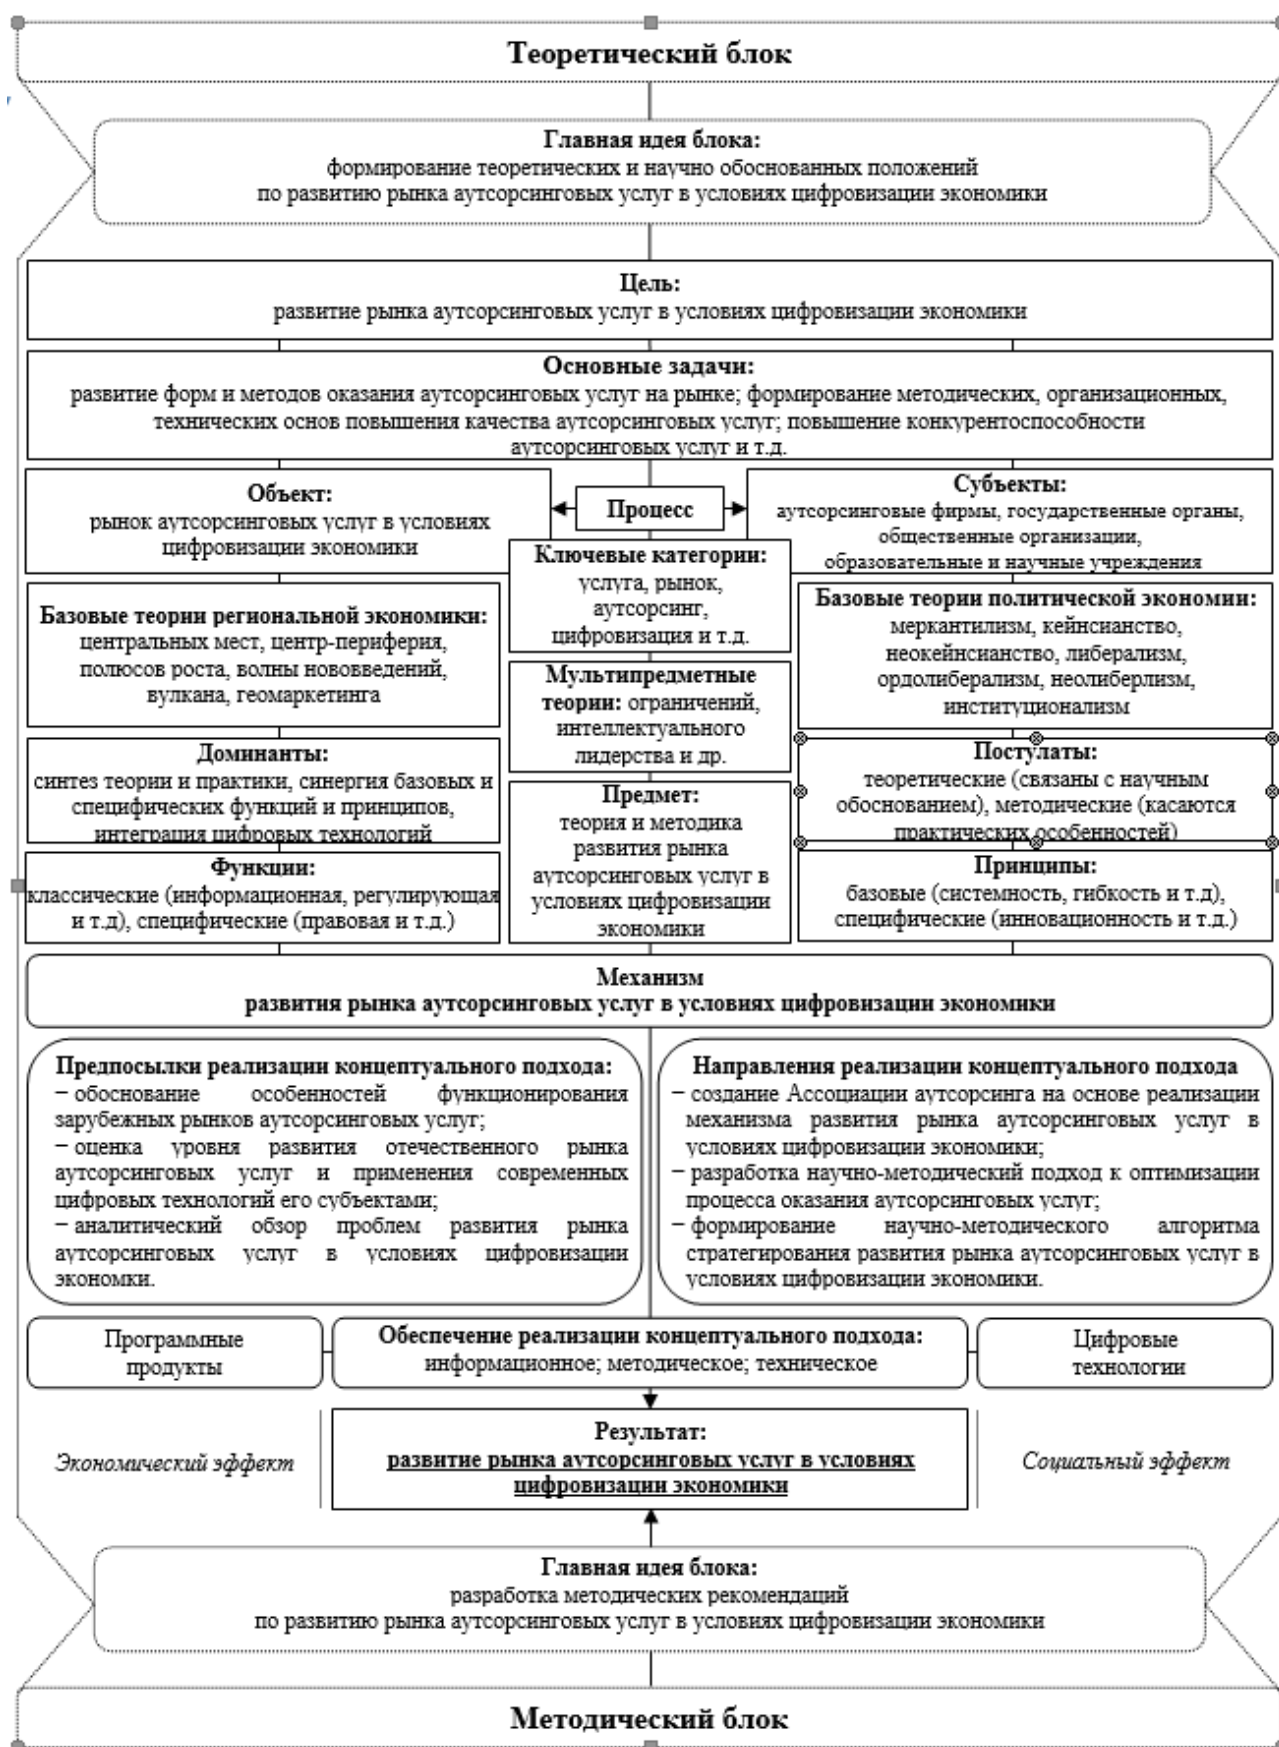 Теоретический блок
Главная идея блока:
формирование теоретических и научно обоснованных положений
по развитию рынка аутсорсинговых услуг в условиях цифровизации экономики
Цель:
развитие рынка аутсорсинговых услуг в условиях цифровизации экономики
Основные задачи:
развитие форм и методов оказания аутсорсинговых услуг на рынке; формирование методических, организационных,
технических основ повышения качества аутсорсинговых услуг; повышение конкурентоспособности
аутсорсинговых услуг и т.д.
Объект:
рынок аутсорсинговых услуг в условиях
цифровизации экономики
Процесс
Субъекты:
аутсорсинговые фирмы, государственные органы,
общественные организации,
образовательные и научные учреждения
Ключевые категории:
услуга, рынок,
аутсорсинг,
цифровизация и т.д.
Базовые теории региональной экономики:
центральных мест, центр-периферия,
полюсов роста, волны нововведений,
вулкана, геомаркетинга
Мультипредметные
теории: ограничений,
интеллектуального
лидерства и др.
Базовые теории политической экономии:
меркантилизм, кейнсианство,
неокейнсианство, либерализм,
ордолиберализм, неолиберлизм,
институционализм
Доминанты:
синтез теории и практики, синергия базовых и
специфических функций и принципов,
интеграция цифровых технологий
Предмет:
теория и методика
развития рынка
аутсорсинговых услуг в
условиях цифровизации
экономики
Постулаты:
теоретические (связаны с научным
обоснованием), методические (касаются
практических особенностей)
Функции:
классические (информационная, регулирующая
и т.д), специфические (правовая и т.д.)
Принципы:
базовые (системность, гибкость и т.д),
специфические (инновационность и т.д.)
Механизм
развития рынка аутсорсинговых услуг в условиях цифровизации экономики
Предпосылки реализации концептуального подхода:
– обоснование особенностей функционирования
зарубежных рынков аутсорсинговых услуг;
– оценка уровня развития отечественного рынка
аутсорсинговых услуг и применения современных
цифровых технологий его субъектами;
– аналитический обзор проблем развития рынка
аутсорсинговых услуг в условиях цифровизации
экономки.
Направления реализации концептуального подхода
– создание Ассоциации аутсорсинга на основе реализации
механизма развития рынка аутсорсинговых услуг в
условиях цифровизации экономики;
– разработка научно-методический подход к оптимизации
процесса оказания аутсорсинговых услуг;
– формирование научно-методического алгоритма
стратегирования развития рынка аутсорсинговых услуг в
условиях цифровизации экономики.
Программные
продукты
Обеспечение реализации концептуального подхода:
информационное; методическое; техническое
Цифровые
технологии
Экономический эффект
Результат:
развитие рынка аутсорсинговых услуг в условиях
цифровизации экономики
Социальный эффект
Главная идея блока:
разработка методических рекомендаций
по развитию рынка аутсорсинговых услуг в условиях цифровизации экономики
Методический блок